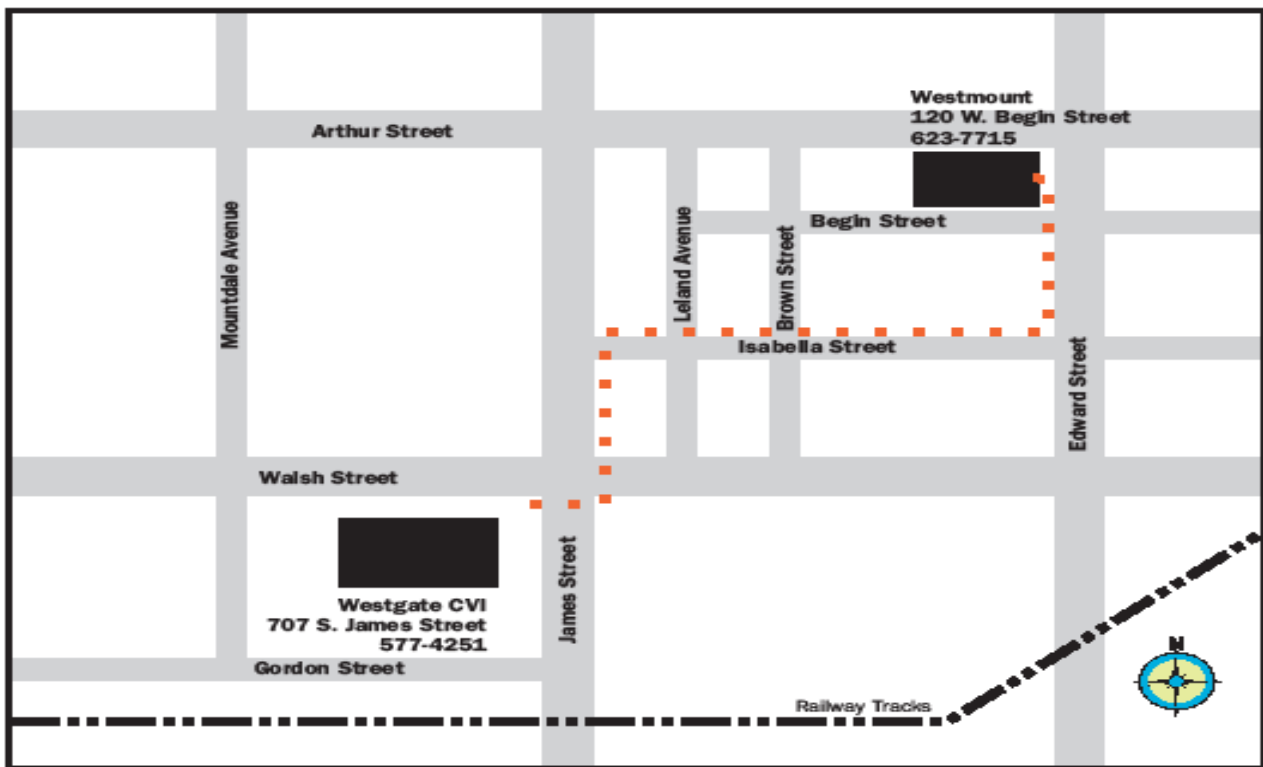 Westmount
120 W. Begin Street
623-7715
Arthur Street
Begin Street
Mountdale Avenue
Leland Avenue
Brown Street
Isabella Street
Edward Street
Walsh Street
James Street
Westgate CVI
707 S. James Street
577-4251
Gordon Street
N
Railway Tracks